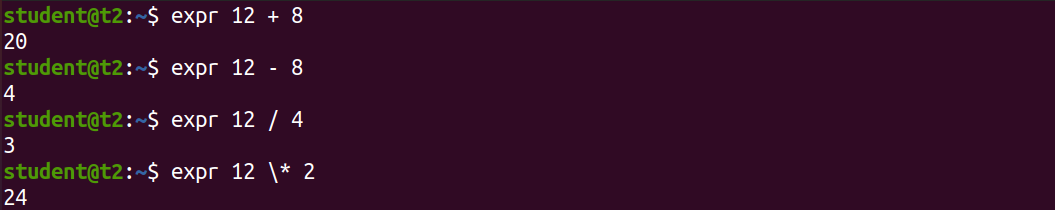 student@t2:~$ expr 12 + 8
20
student@t2:~$ expr 12 - 8
4
student@t2:~$ expr 12 / 4
3
student@t2:~$ expr 12 \* 2
24